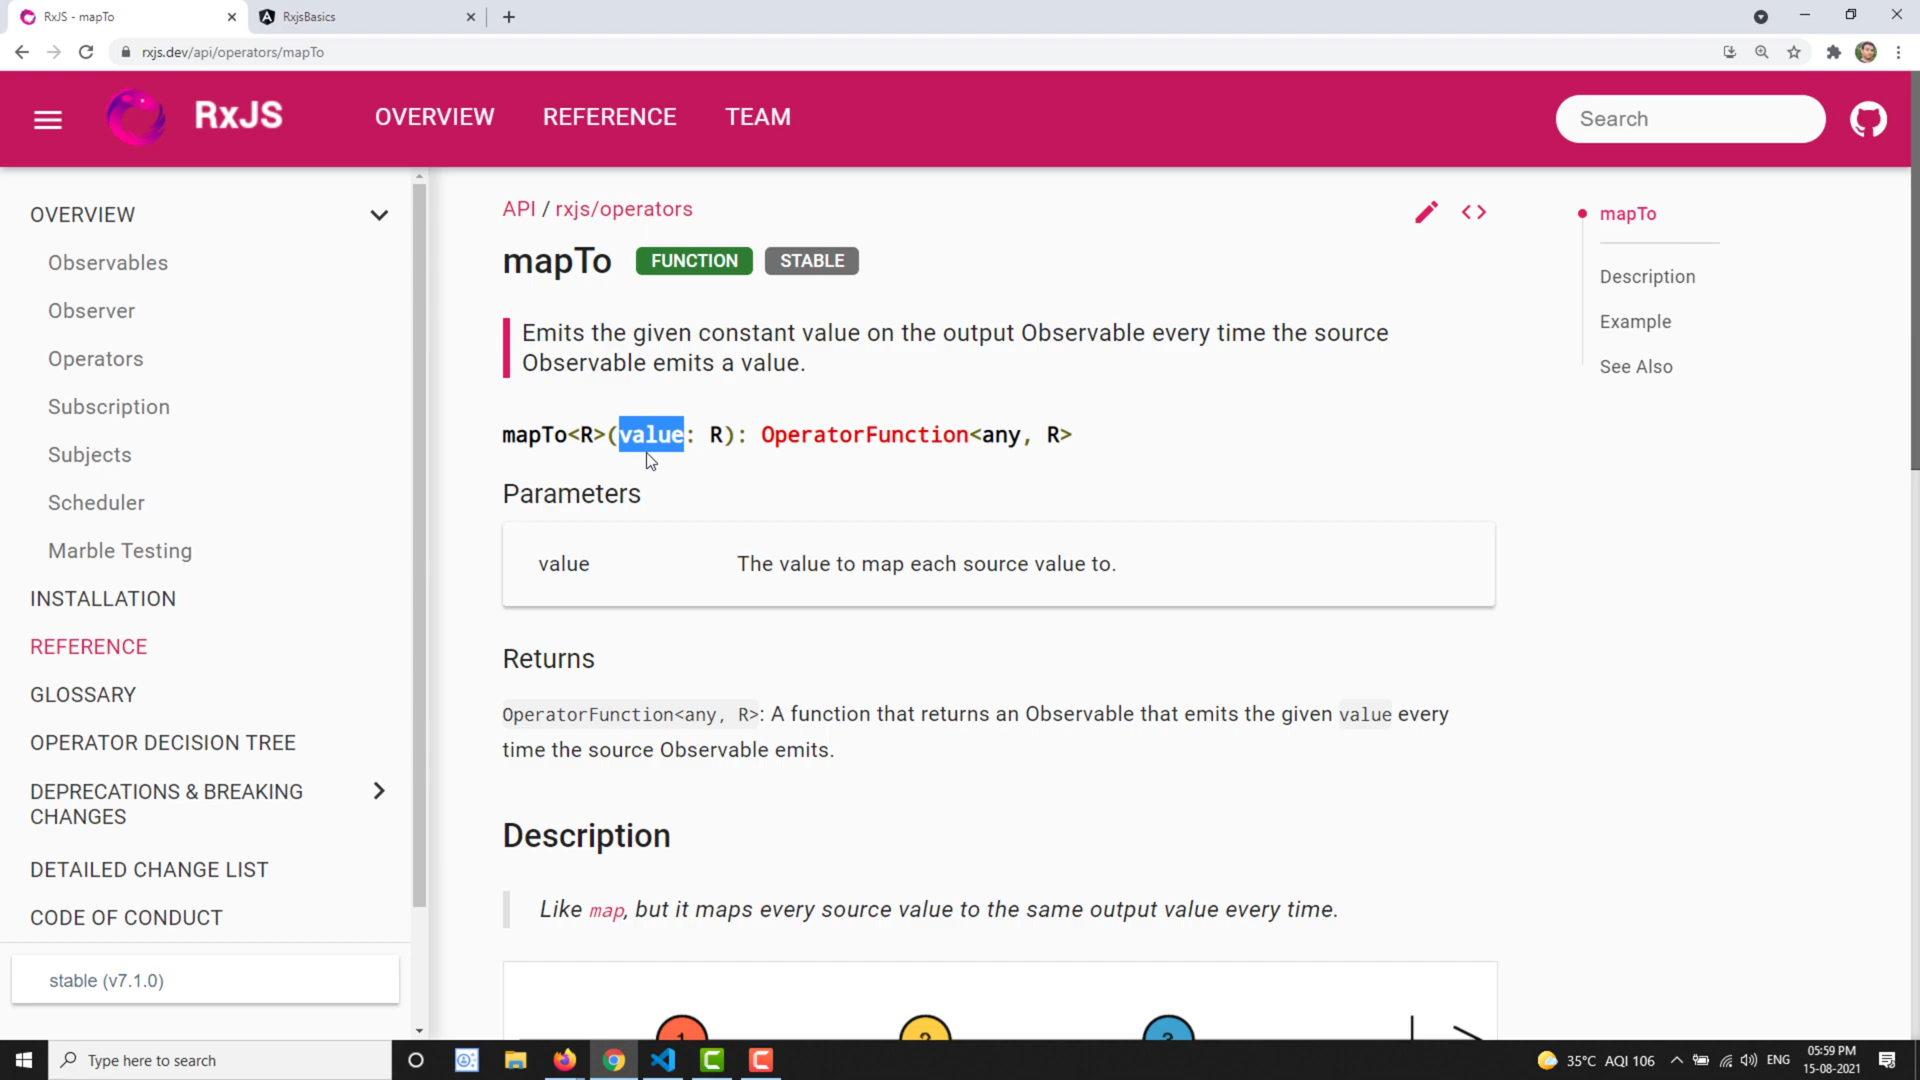 RxJS - mapTo
RxjsBasics
rxjs.dev/api/operators/mapTo
RxJS
OVERVIEW
REFERENCE
TEAM
Search
OVERVIEW
Observables
Observer
Operators
Subscription
Subjects
Scheduler
Marble Testing
INSTALLATION
REFERENCE
GLOSSARY
OPERATOR DECISION TREE
DEPRECATIONS & BREAKING
CHANGES
DETAILED CHANGE LIST
CODE OF CONDUCT
stable (v7.1.0)
API / rxjs/operators
mapTo FUNCTION STABLE
Emits the given constant value on the output Observable every time the source
Observable emits a value.
mapTo<R>(value: R): OperatorFunction<any, R>
Parameters
value The value to map each source value to.
Returns
OperatorFunction<any, R>: A function that returns an Observable that emits the given value every
time the source Observable emits.
Description
Like map, but it maps every source value to the same output value every time.
mapTo
Description
Example
See Also
Type here to search
35°C AQI 106
ENG
05:59 PM
15-08-2021